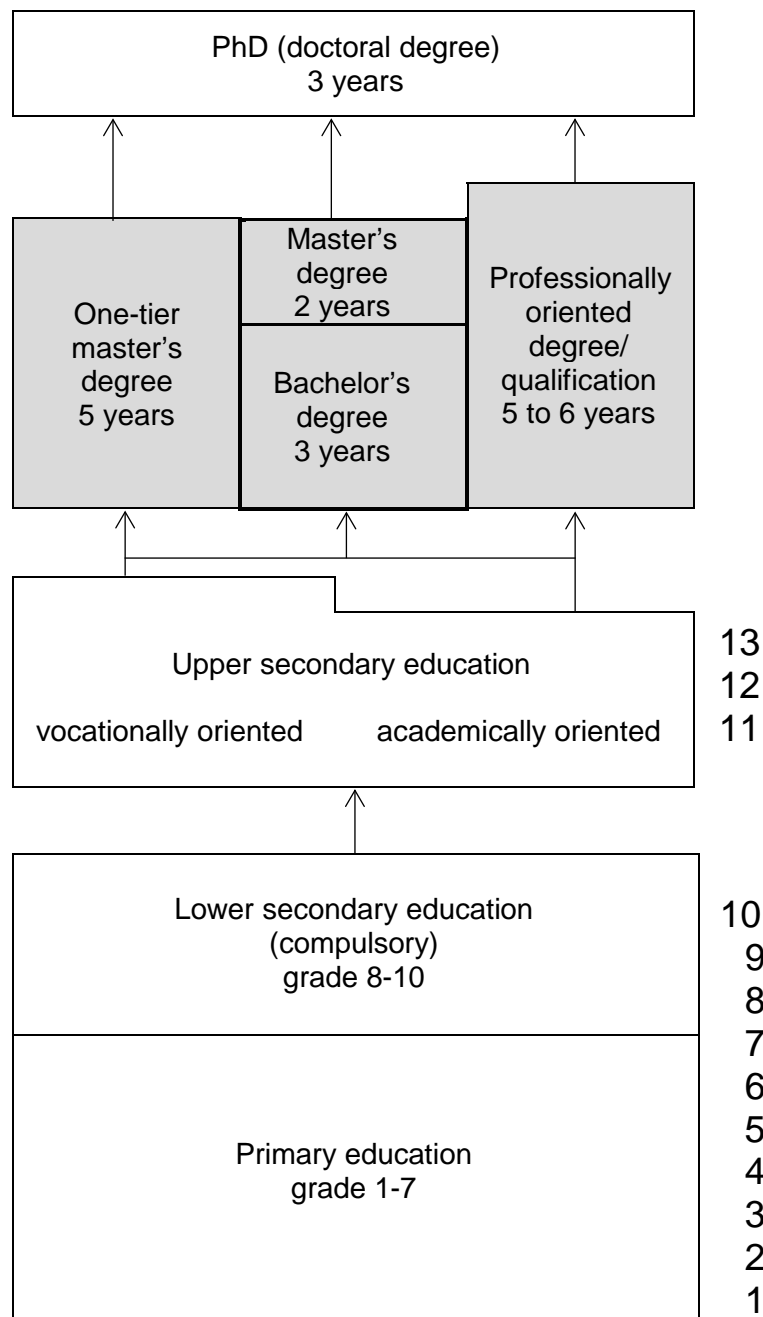 PhD (doctoral degree)
3 years
One-tier
master's
degree
5 years
Master's
degree
2 years
Bachelor's
degree
3 years
Professionally
oriented
degree/
qualification
5 to 6 years
Upper secondary education
vocationally oriented
academically oriented
13
12
11
Lower secondary education
(compulsory)
grade 8-10
10
9
8
Primary education
grade 1-7
7
6
5
4
3
2
1